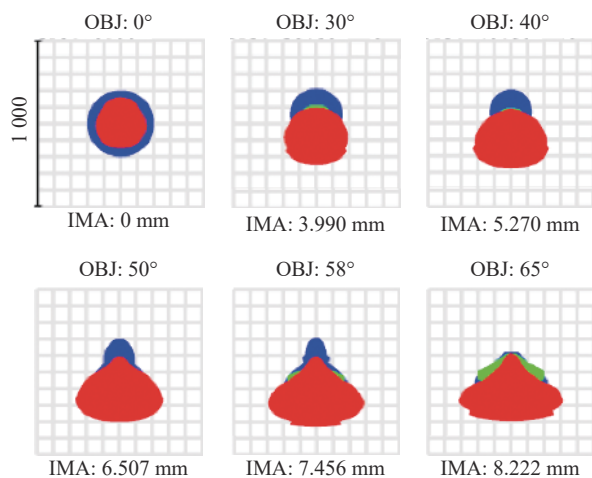 OBJ: 0°
OBJ: 30°
OBJ: 40°
1 000
IMA: 0 mm
IMA: 3.990 mm
IMA: 5.270 mm
OBJ: 50°
OBJ: 58°
OBJ: 65°
IMA: 6.507 mm
IMA: 7.456 mm
IMA: 8.222 mm